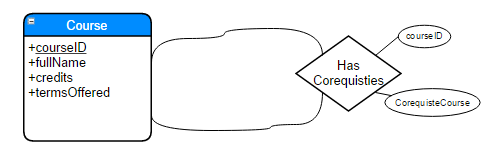 Course
+courseID
+fullName
+credits
+termsOffered
Has
Corequisties
courseID
CorequisteCourse